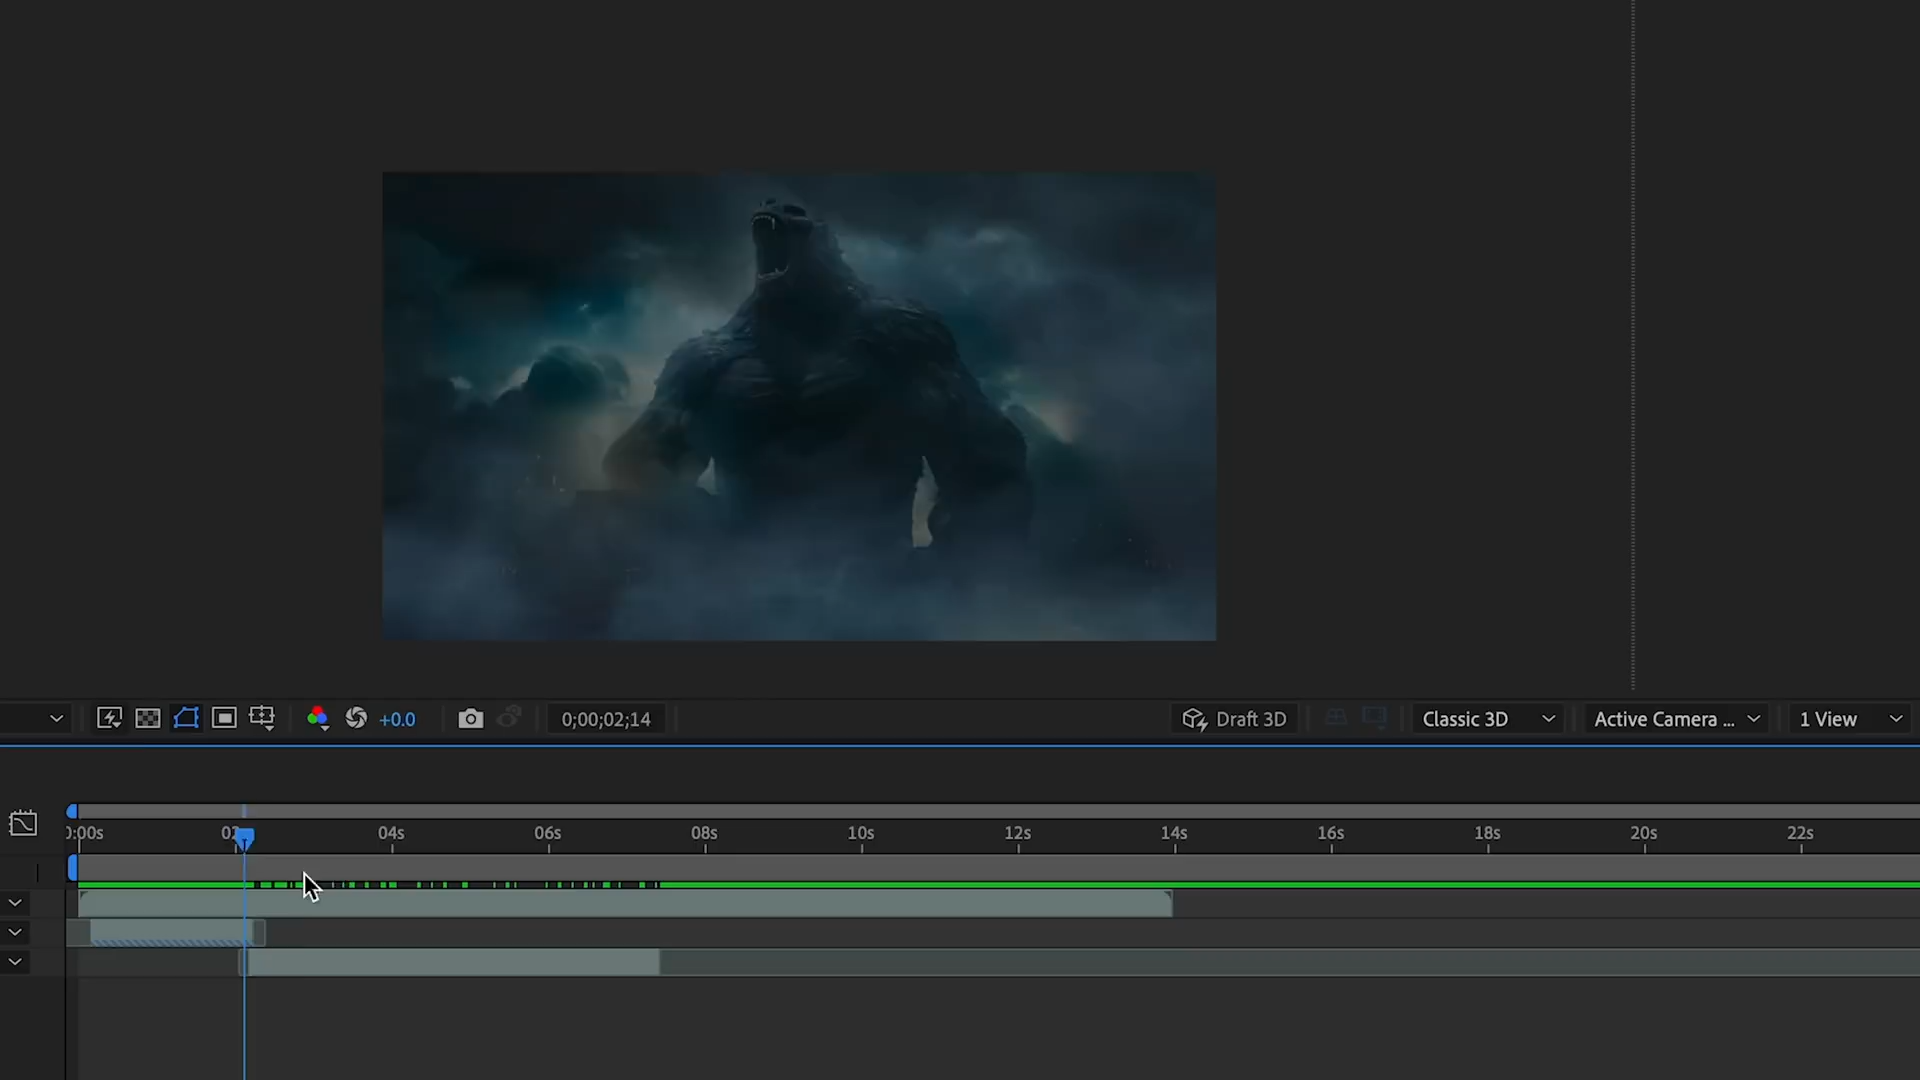 +0.0
0;00;02;14
Draft 3D
Classic 3D
Active Camera ...
1 View
0:00s 02 04s 06s 08s 10s 12s 14s 16s 18s 20s 22s